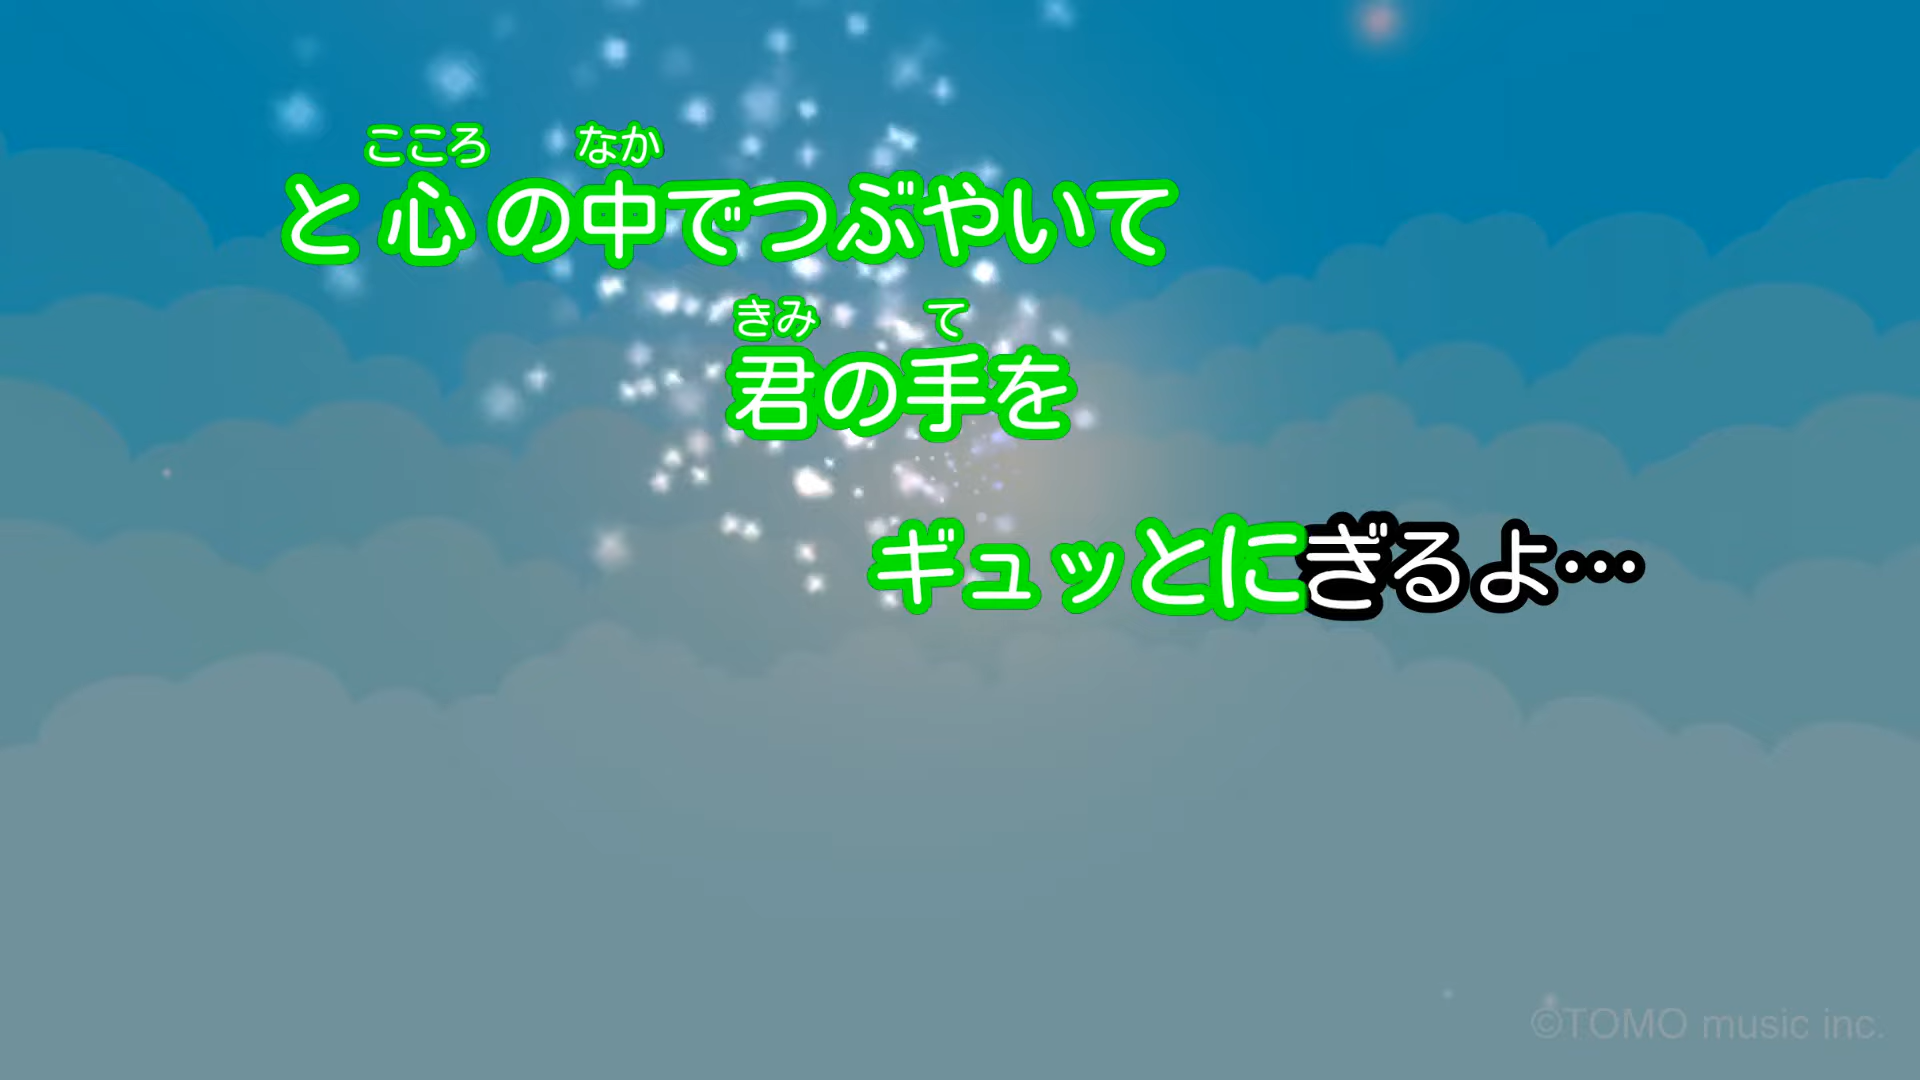 こころ なか
と心の中でつぶやいて
きみ て
君の手を
ギュッとにぎるよ…
©TOMO music inc.